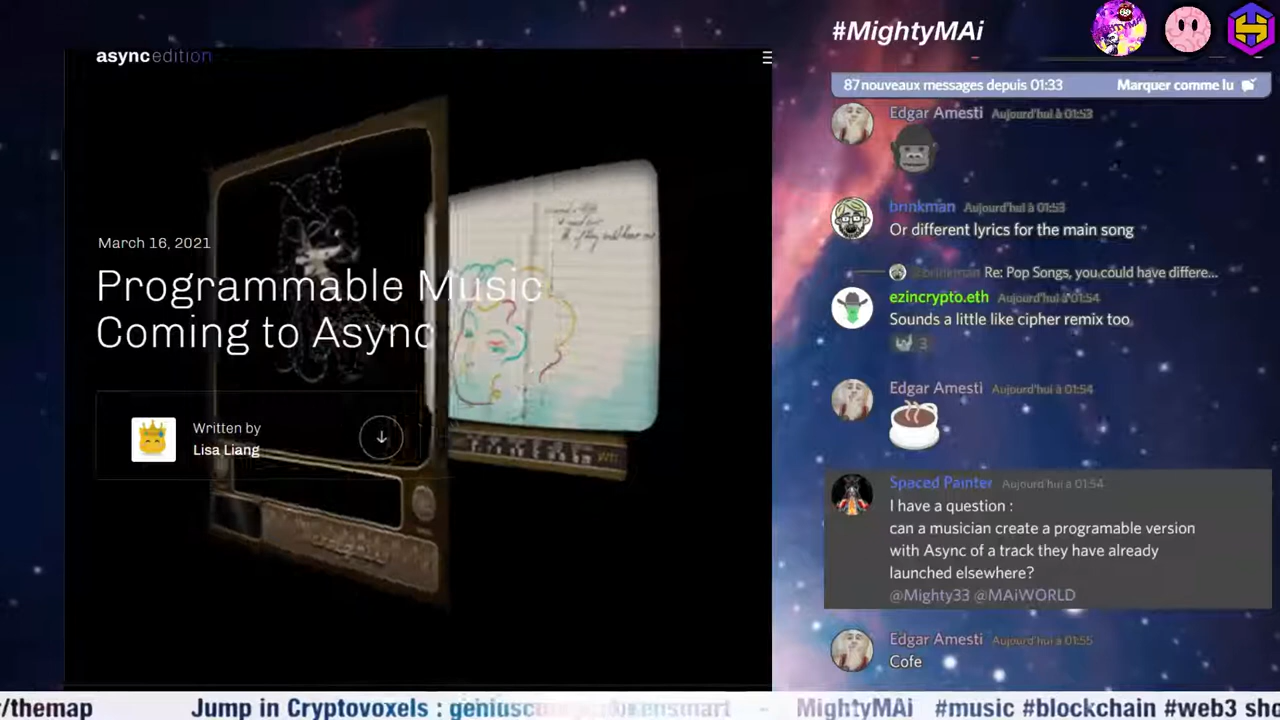 asyncedition
March 16, 2021
Programmable Music
Coming to Async
Written by
Lisa Liang
#MightyMAi
87 nouveaux messages depuis 01:33 Marquer comme lu
Edgar Amesti Aujourd'hui à 01:53
brinkman Aujourd'hui à 01:53
Or different lyrics for the main song
@brinkman Re: Pop Songs, you could have differe...
ezincrypto.eth Aujourd'hui à 01:54
Sounds a little like cipher remix too
3
Edgar Amesti Aujourd'hui à 01:54
Spaced Painter Aujourd'hui à 01:54
I have a question :
can a musician create a programable version
with Async of a track they have already
launched elsewhere?
@Mighty33 @MAiWORLD
Edgar Amesti Aujourd'hui à 01:55
Cofe
r/themap Jump in Cryptovoxels : - MightyMAi #music #blockchain #web3